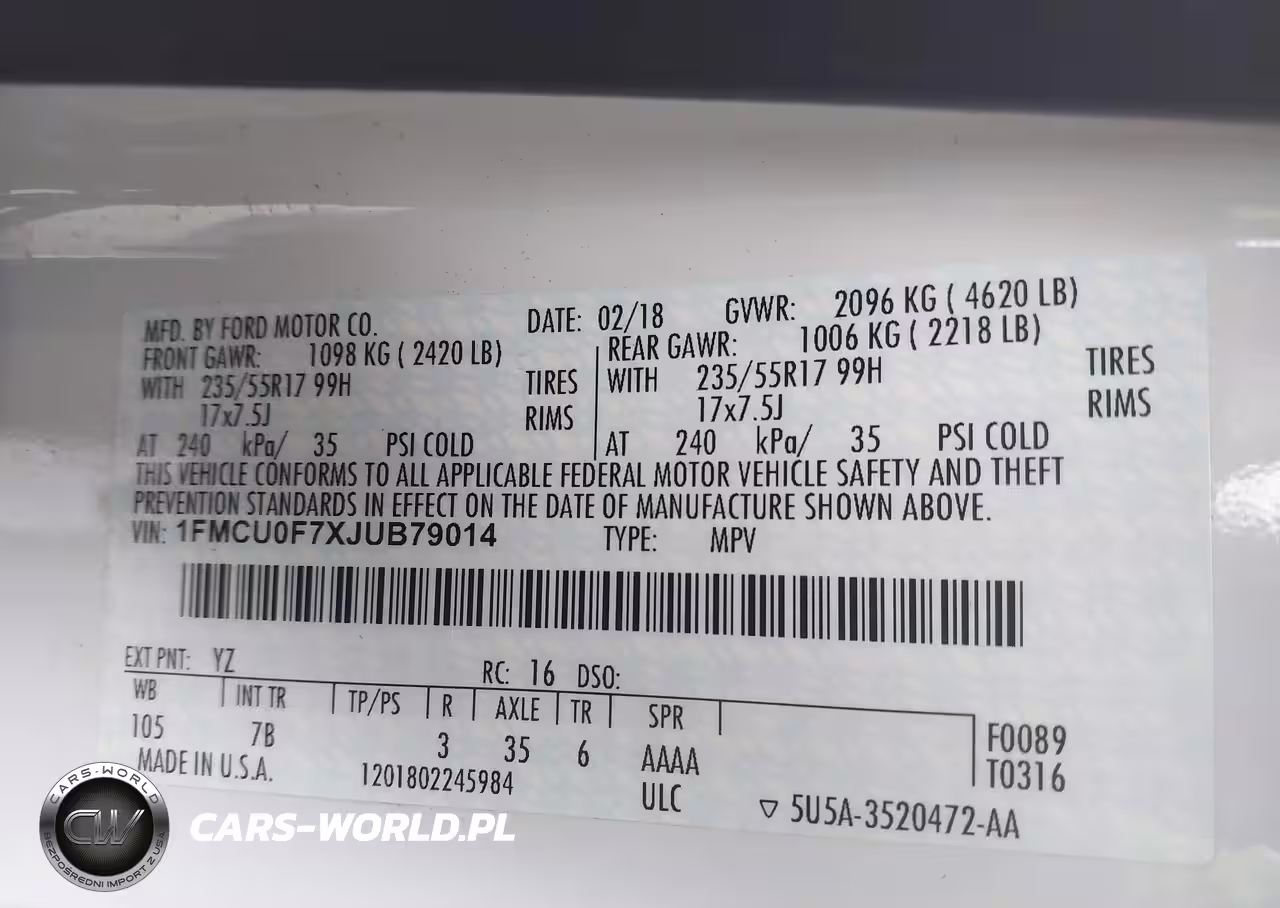 MFD. BY FORD MOTOR CO. DATE: 02/18 GVWR: 2096 KG ( 4620 LB)
FRONT GAWR: 1098 KG ( 2420 LB) REAR GAWR: 1006 KG ( 2218 LB)
WITH 235/55R17 99H TIRES WITH 235/55R17 99H TIRES
17x7.5J RIMS 17x7.5J RIMS
AT 240 kPa/ 35 PSI COLD AT 240 kPa/ 35 PSI COLD
THIS VEHICLE CONFORMS TO ALL APPLICABLE FEDERAL MOTOR VEHICLE SAFETY AND THEFT
PREVENTION STANDARDS IN EFFECT ON THE DATE OF MANUFACTURE SHOWN ABOVE.
VIN: 1FMCU0F7XJUB79014 TYPE: MPV
EXT PNT: YZ RC: 16 DSO:
WB INT TR TP/PS R AXLE TR SPR
105 7B 3 35 6 AAAA F0089
MADE IN U.S.A. 1201802245984 ULC T0316
▽ 5U5A-3520472-AA
CARS-WORLD
CW
BEZPOŚREDNI IMPORT Z USA
CARS-WORLD.PL